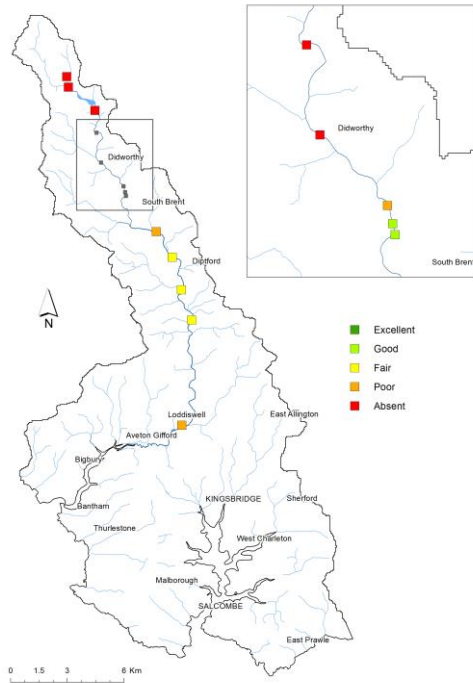 Didworthy
South Brent
Didworthy
South Brent
Diptford
N
Excellent
Good
Fair
Poor
Absent
Loddiswell
East Allington
Aveton Gifford
Bigbury
Bantham
KINGSBRIDGE
Sherford
Thurlestone
West Charleton
Malborough
SALCOMBE
East Prawle
0 1.5 3 6 Km